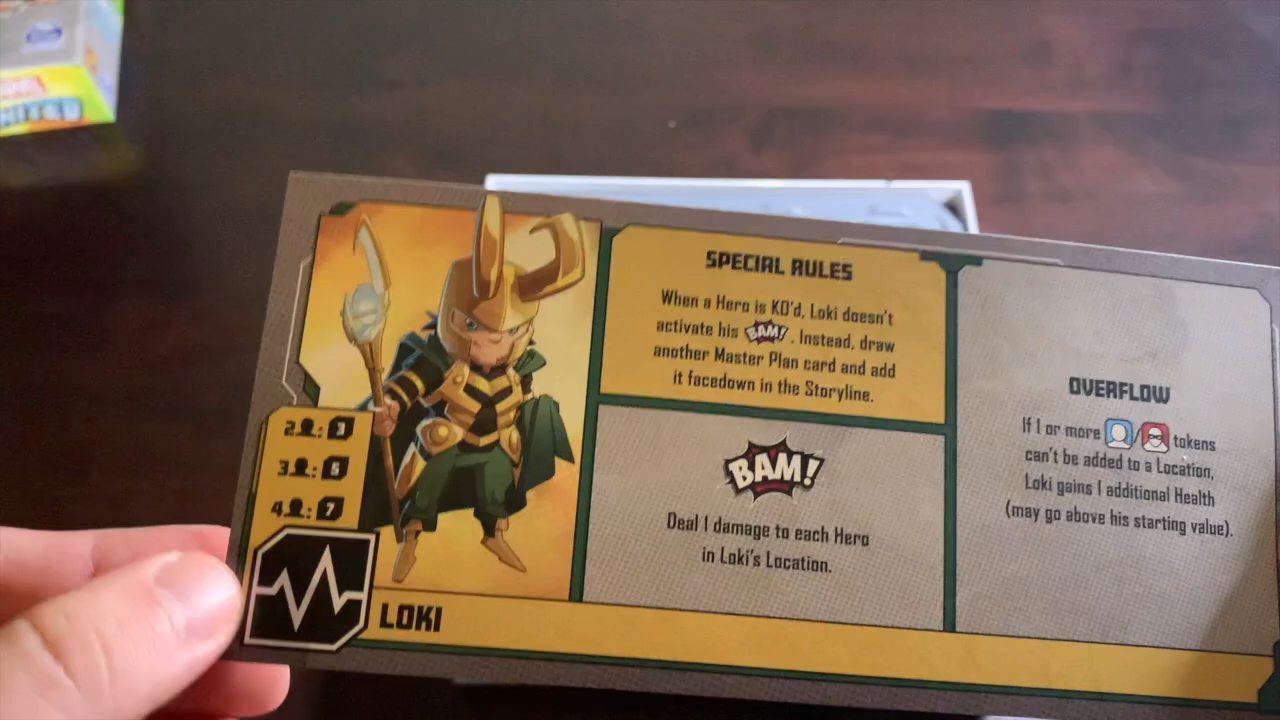 SPECIAL RULES
When a Hero is KO'd, Loki doesn't
activate his BAM! . Instead, draw
another Master Plan card and add
it facedown in the Storyline.
BAM!
Deal 1 damage to each Hero
in Loki's Location.
OVERFLOW
If 1 or more / tokens
can't be added to a Location,
Loki gains 1 additional Health
(may go above his starting value).
2 : 3
3 : 5
4 : 7
LOKI